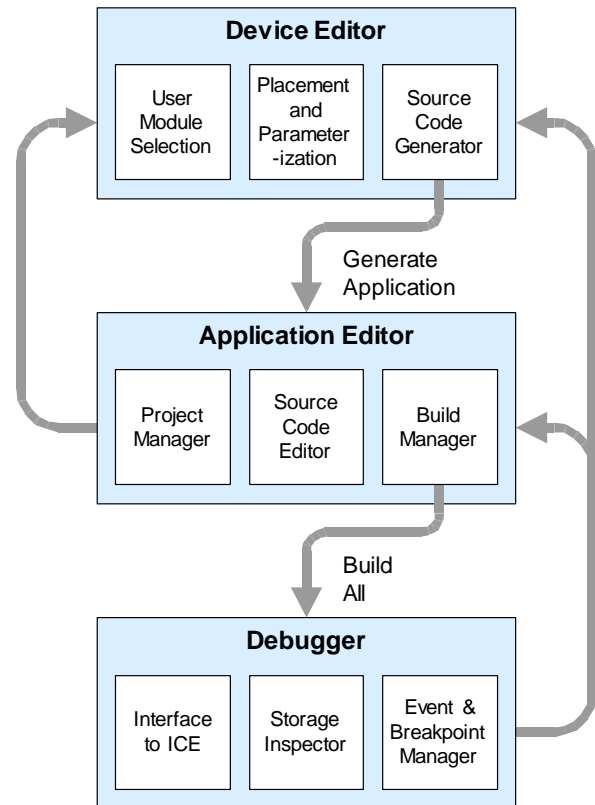 Device Editor
User
Module
Selection
Placement
and
Parameter
-ization
Source
Code
Generator
Generate
Application
Application Editor
Project
Manager
Source
Code
Editor
Build
Manager
Build
All
Debugger
Interface
to ICE
Storage
Inspector
Event &
Breakpoint
Manager